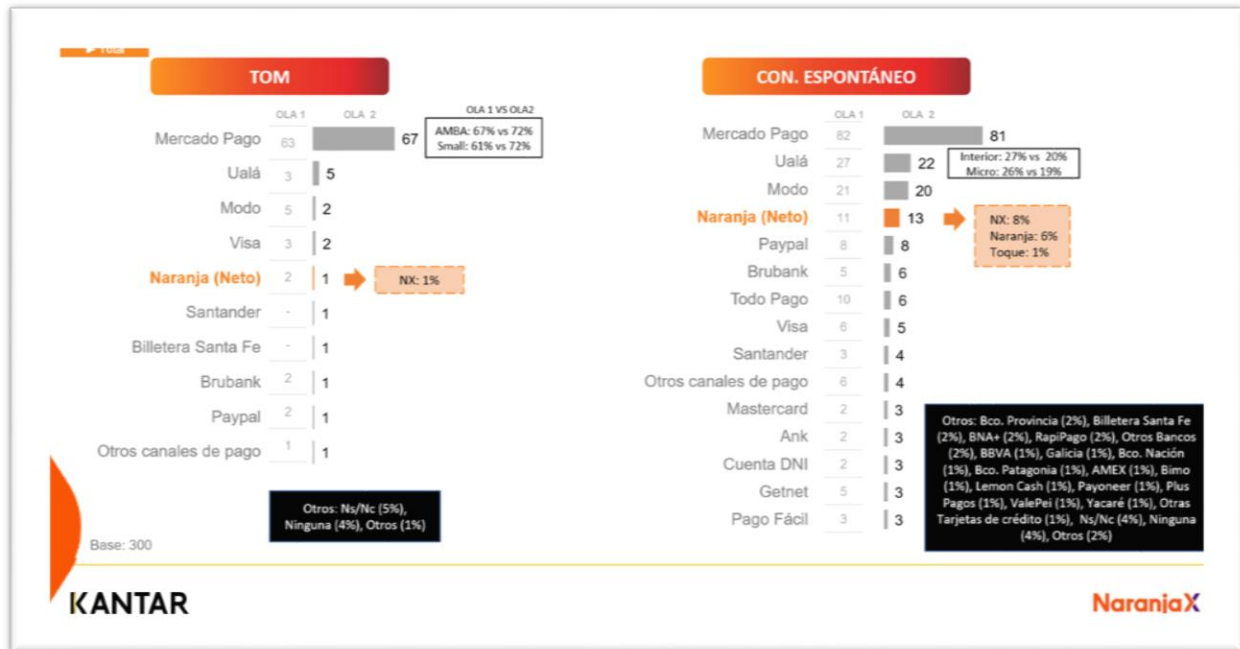 ► Total
TOM
OLA 1 OLA 2 OLA 1 VS OLA2
Mercado Pago 63 67
AMBA: 67% vs 72%
Small: 61% vs 72%
Ualá 3 5
Modo 5 2
Visa 3 2
Naranja (Neto) 2 1
NX: 1%
Santander - 1
Billetera Santa Fe - 1
Brubank 2 1
Paypal 2 1
Otros canales de pago 1 1
Otros: Ns/Nc (5%),
Ninguna (4%), Otros (1%)
Base: 300
CON. ESPONTÁNEO
OLA 1 OLA 2
Mercado Pago 82 81
Ualá 27 22
Interior: 27% vs 20%
Micro: 26% vs 19%
Modo 21 20
Naranja (Neto) 11 13
NX: 8%
Naranja: 6%
Toque: 1%
Paypal 8 8
Brubank 5 6
Todo Pago 10 6
Visa 6 5
Santander 3 4
Otros canales de pago 6 4
Mastercard 2 3
Ank 2 3
Cuenta DNI 2 3
Getnet 5 3
Pago Fácil 3 3
Otros: Bco. Provincia (2%), Billetera Santa Fe
(2%), BNA+ (2%), RapiPago (2%), Otros Bancos
(2%), BBVA (1%), Galicia (1%), Bco. Nación
(1%), Bco. Patagonia (1%), AMEX (1%), Bimo
(1%), Lemon Cash (1%), Payoneer (1%), Plus
Pagos (1%), ValePei (1%), Yacaré (1%), Otras
Tarjetas de crédito (1%), Ns/Nc (4%), Ninguna
(4%), Otros (2%)
KANTAR
NaranjaX